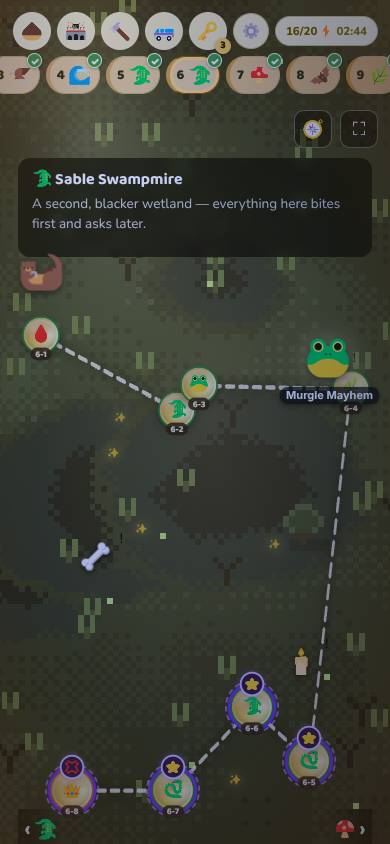 16/20 02:44
3
3 4 5 6 7 8 9
Sable Swampmire
A second, blacker wetland — everything here bites
first and asks later.
6-1
6-3
Murgle Mayhem
6-4
6-2
6-6
6-5
6-8
6-7